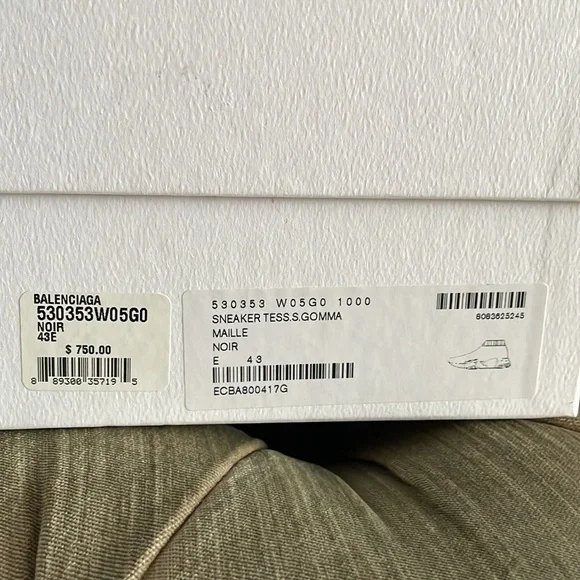 BALENCIAGA
530353W05G0
NOIR
43E
$ 750.00
8 89300 35719 5
530353 W05G0 1000
SNEAKER TESS.S.GOMMA
MAILLE
NOIR
E 43
ECBA800417G
6083625245